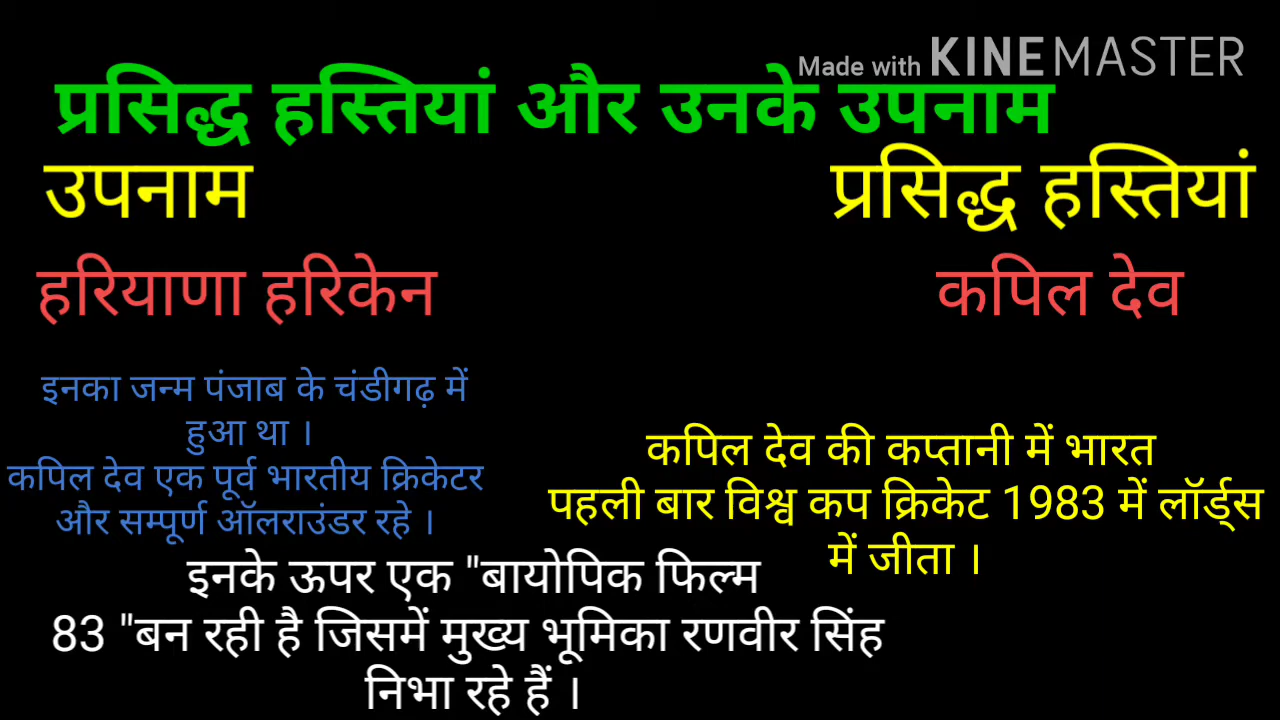 Made with KINEMASTER
प्रसिद्ध हस्तियां और उनके उपनाम
उपनाम
प्रसिद्ध हस्तियां
हरियाणा हरिकेन
कपिल देव
इनका जन्म पंजाब के चंडीगढ़ में
हुआ था ।
कपिल देव एक पूर्व भारतीय क्रिकेटर
और सम्पूर्ण ऑलराउंडर रहे ।
कपिल देव की कप्तानी में भारत
पहली बार विश्व कप क्रिकेट 1983 में लॉर्ड्स
में जीता ।
इनके ऊपर एक "बायोपिक फिल्म
83 "बन रही है जिसमें मुख्य भूमिका रणवीर सिंह
निभा रहे हैं ।